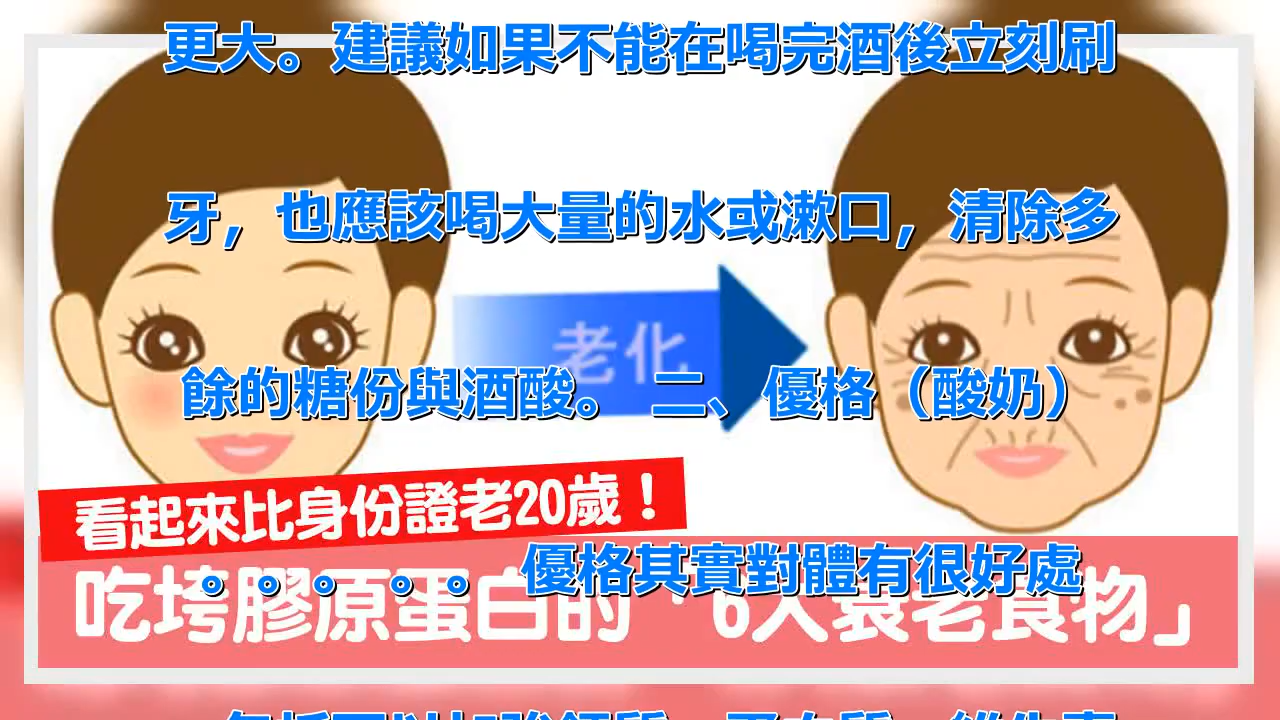 更大。建議如果不能在喝完酒後立刻刷
牙，也應該喝大量的水或漱口，清除多
老化
餘的糖份與酒酸。 二、優格（酸奶）
看起來比身份證老20歲！
。。。 。。 優格其實對體有很好處
吃垮膠原蛋白的「6大衰老食物」